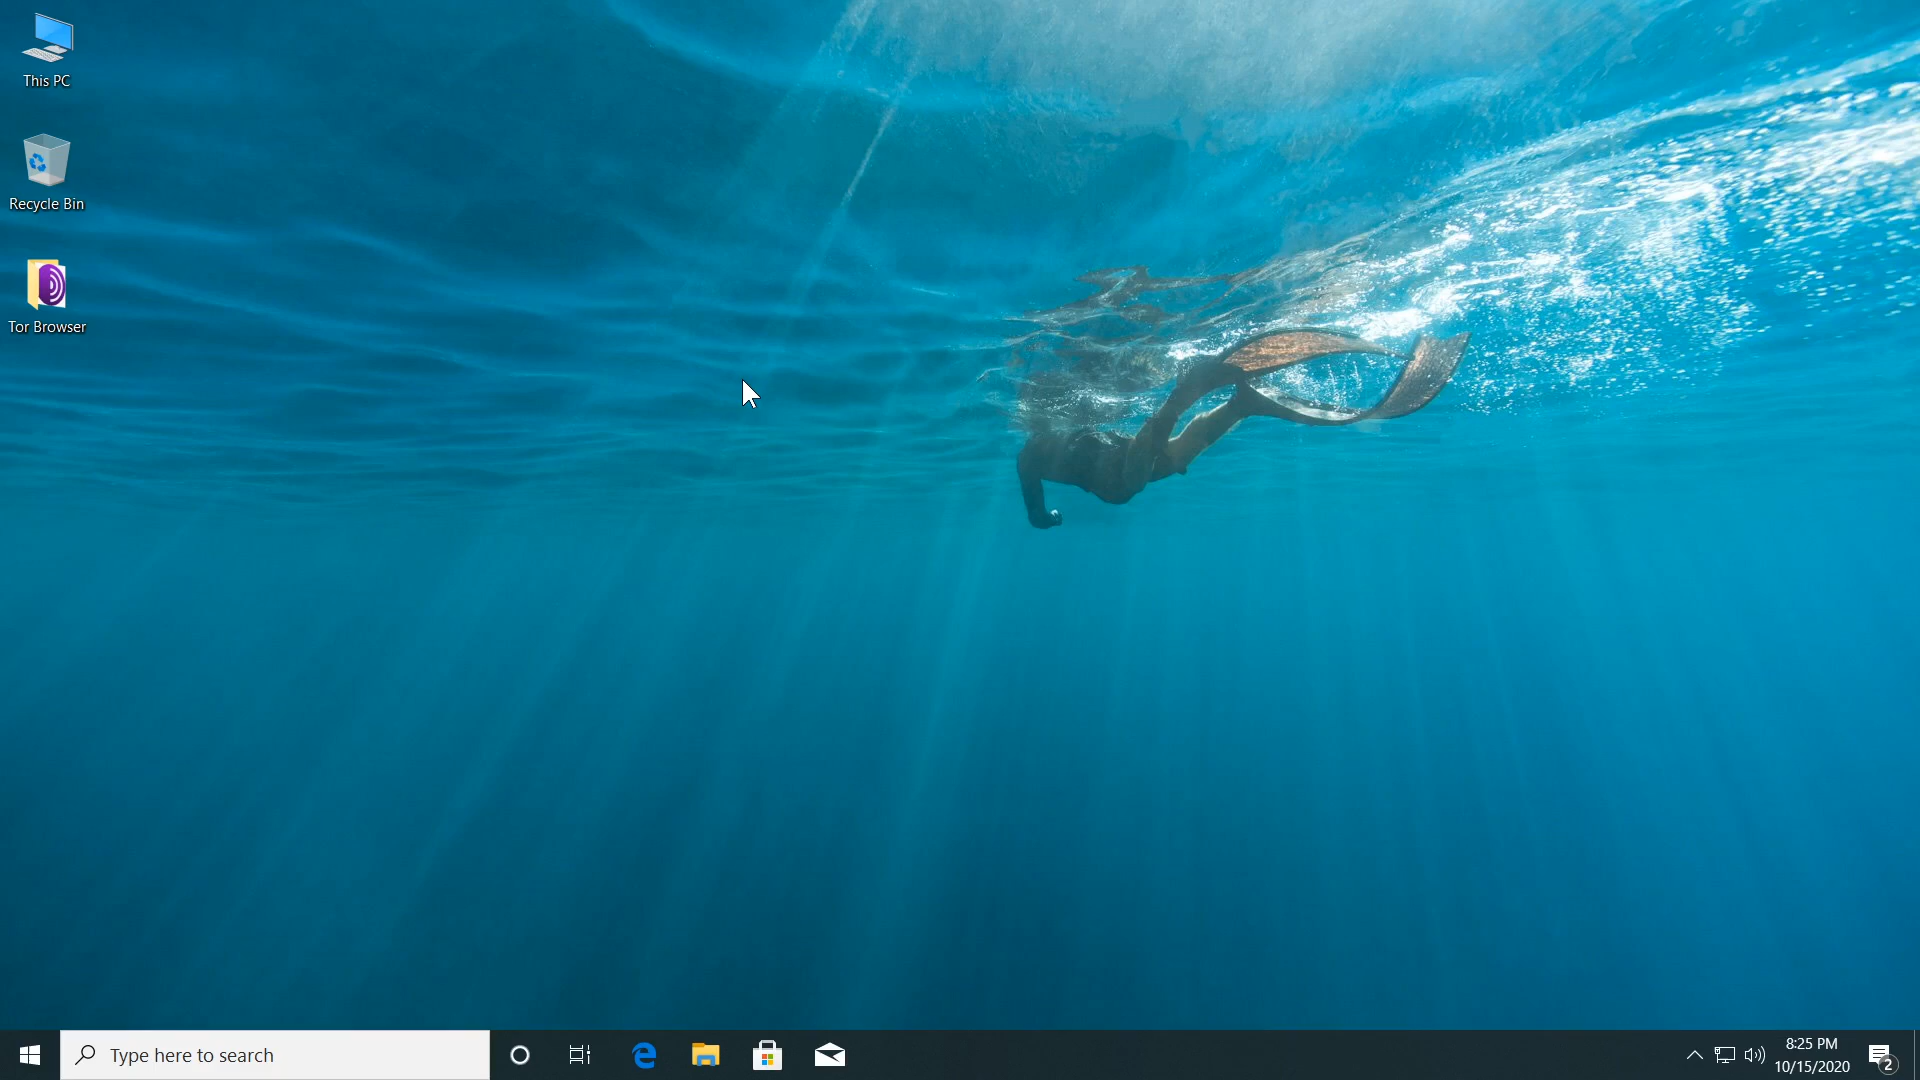 This PC
Recycle Bin
Tor Browser
Type here to search
8:25 PM
10/15/2020
2